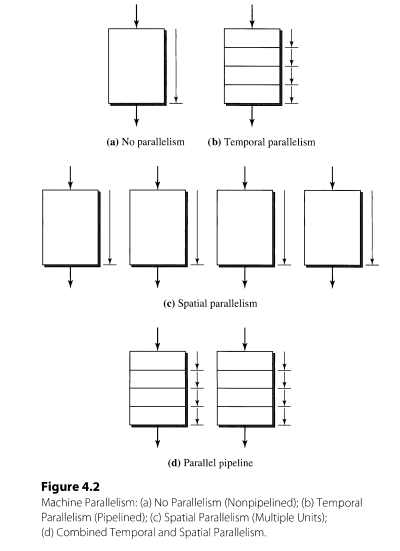 (a) No parallelism (b) Temporal parallelism
(c) Spatial parallelism
(d) Parallel pipeline
Figure 4.2
Machine Parallelism: (a) No Parallelism (Nonpipelined); (b) Temporal
Parallelism (Pipelined); (c) Spatial Parallelism (Multiple Units);
(d) Combined Temporal and Spatial Parallelism.